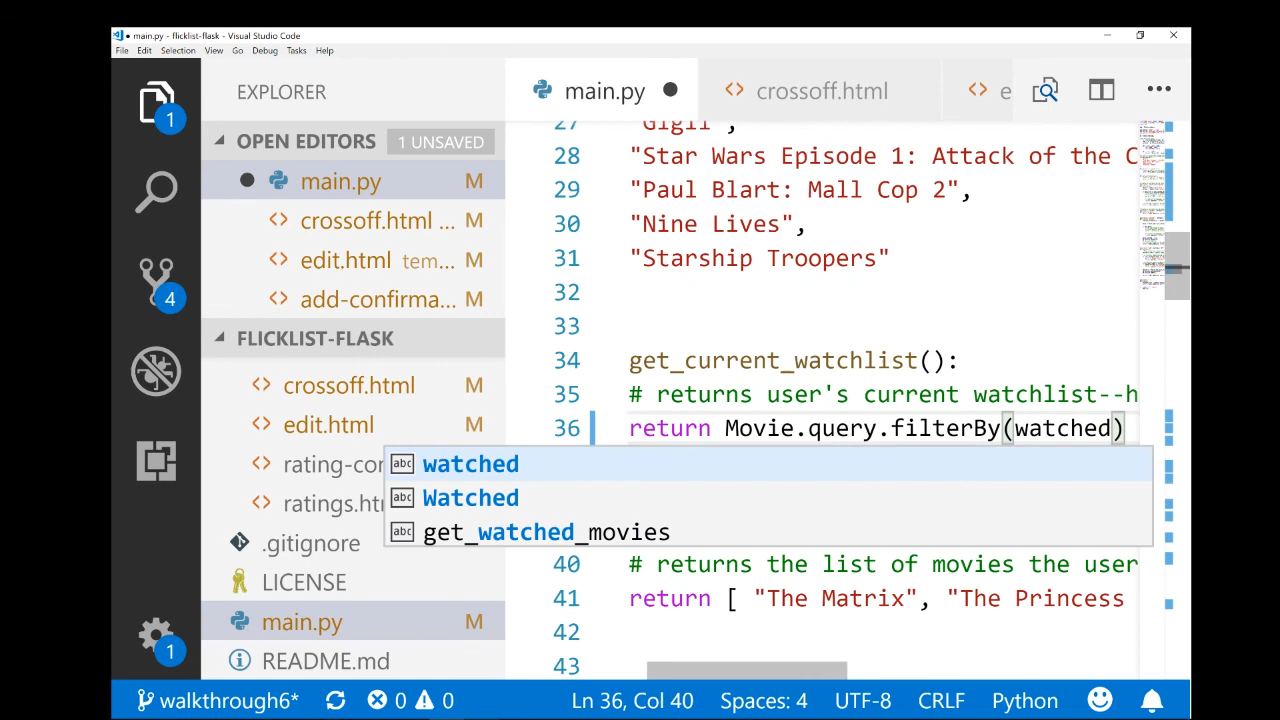 main.py - flicklist-flask - Visual Studio Code
File Edit Selection View Go Debug Tasks Help
EXPLORER
OPEN EDITORS 1 UNSAVED
main.py M
crossoff.html ... M
edit.html tem... M
add-confirma... M
FLICKLIST-FLASK
crossoff.html M
edit.html M
rating-con
ratings.ht
.gitignore
LICENSE
main.py M
README.md
1
4
1
main.py crossoff.html e
27 "Gigli",
28 "Star Wars Episode 1: Attack of the C
29 "Paul Blart: Mall Cop 2",
30 "Nine Lives",
31 "Starship Troopers"
32
33
34 get_current_watchlist():
35 # returns user's current watchlist--h
36 return Movie.query.filterBy(watched)
abc watched
abc Watched
abc get_watched_movies
40 # returns the list of movies the user
41 return [ "The Matrix", "The Princess
42
43
walkthrough6* 0 0 Ln 36, Col 40 Spaces: 4 UTF-8 CRLF Python